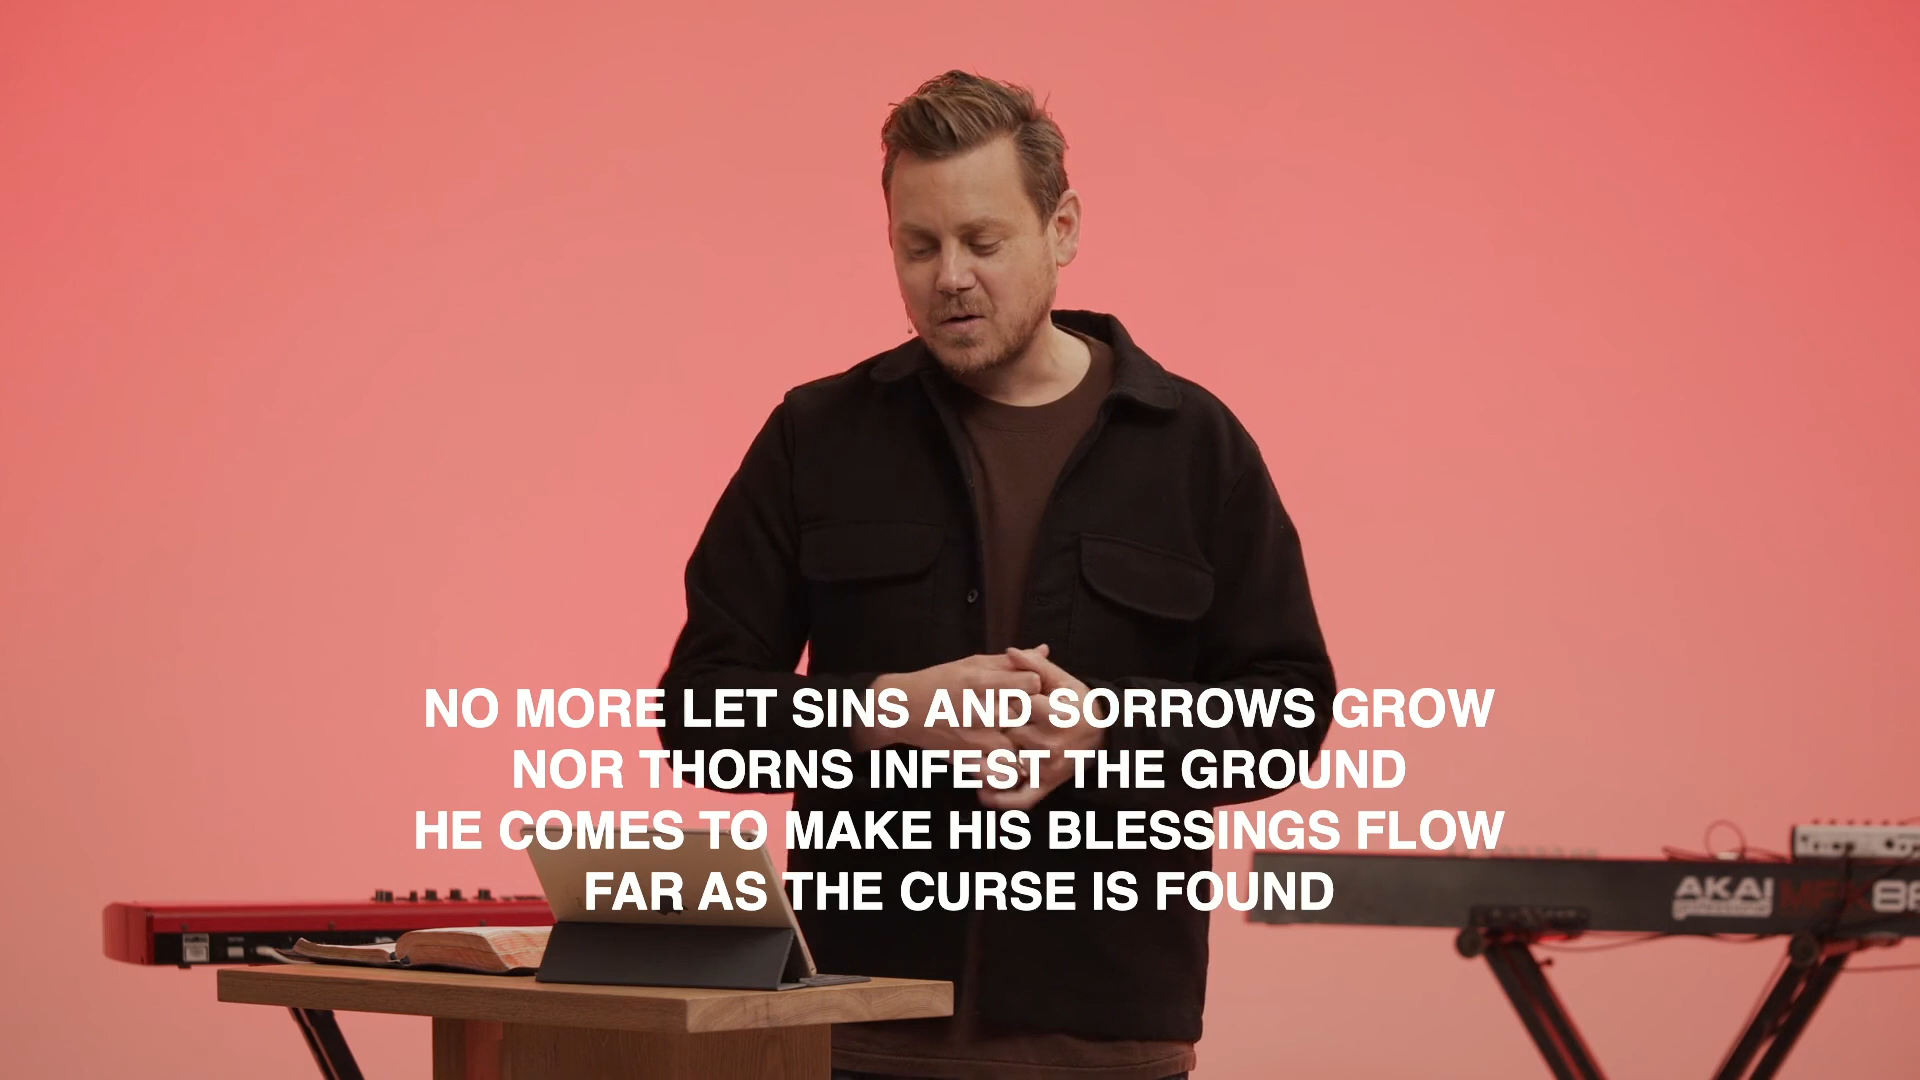 NO MORE LET SINS AND SORROWS GROW
NOR THORNS INFEST THE GROUND
HE COMES TO MAKE HIS BLESSINGS FLOW
FAR AS THE CURSE IS FOUND
AKAI